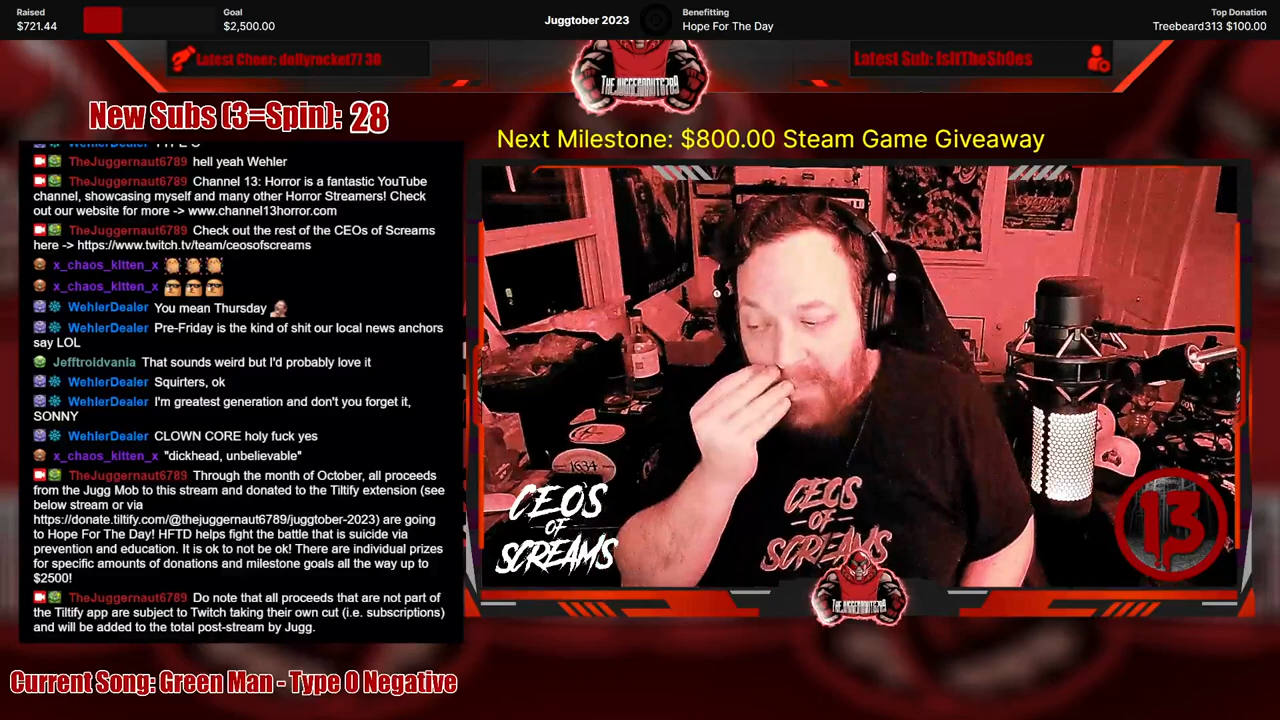 Raised
$721.44
Goal
$2,500.00
Juggtober 2023
Benefitting
Hope For The Day
Top Donation
Treebeard313 $100.00
Latest Cheer: dollyrocket77 30
THEJUGGERNAUT6789
Latest Sub: IsItTheSh0es
New Subs (3=Spin): 28
Next Milestone: $800.00 Steam Game Giveaway
WehlerDealer TYPE O
TheJuggernaut6789 hell yeah Wehler
TheJuggernaut6789 Channel 13: Horror is a fantastic YouTube
channel, showcasing myself and many other Horror Streamers! Check
out our website for more -> www.channel13horror.com
TheJuggernaut6789 Check out the rest of the CEOs of Screams
here -> https://www.twitch.tv/team/ceosofscreams
x_chaos_kItten_x
x_chaos_kItten_x
WehlerDealer You mean Thursday
WehlerDealer Pre-Friday is the kind of shit our local news anchors
say LOL
Jefftroidvania That sounds weird but I'd probably love it
WehlerDealer Squirters, ok
WehlerDealer I'm greatest generation and don't you forget it,
SONNY
WehlerDealer CLOWN CORE holy fuck yes
x_chaos_kItten_x "dickhead, unbelievable"
TheJuggernaut6789 Through the month of October, all proceeds
from the Jugg Mob to this stream and donated to the Tiltify extension (see
below stream or via
https://donate.tiltify.com/@thejuggernaut6789/juggtober-2023) are going
to Hope For The Day! HFTD helps fight the battle that is suicide via
prevention and education. It is ok to not be ok! There are individual prizes
for specific amounts of donations and milestone goals all the way up to
$2500!
TheJuggernaut6789 Do note that all proceeds that are not part of
the Tiltify app are subject to Twitch taking their own cut (i.e. subscriptions)
and will be added to the total post-stream by Jugg.
1634
CEOS
OF
SCREAMS
CEOS
OF
SCREAMS
13
THEJUGGERNAUT6789
Current Song: Green Man - Type O Negative